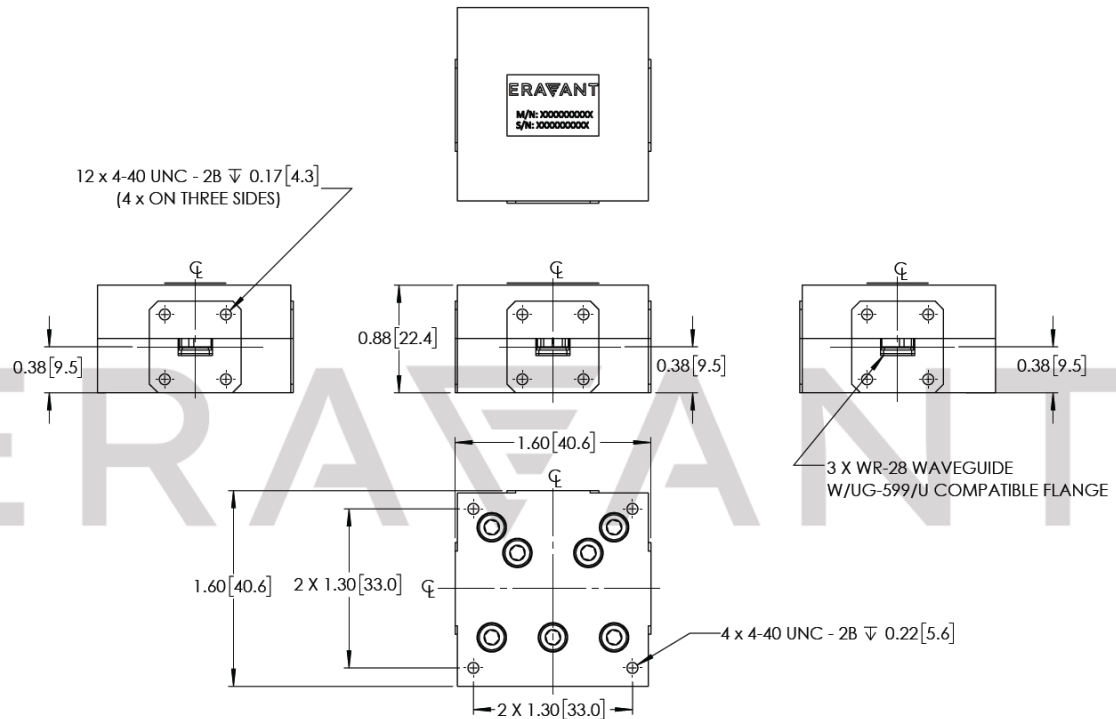 ERAVANT
M/N: XXXXXXXXXX
S/N: XXXXXXXXXX
12 x 4-40 UNC - 2B ↧ 0.17[4.3]
(4 x ON THREE SIDES)
℄
℄
℄
0.38[9.5]
0.88[22.4]
0.38[9.5]
0.38[9.5]
ERAVANT
1.60[40.6]
3 X WR-28 WAVEGUIDE
W/UG-599/U COMPATIBLE FLANGE
℄
1.60[40.6]
2 X 1.30[33.0]
℄
4 x 4-40 UNC - 2B ↧ 0.22[5.6]
2 X 1.30[33.0]